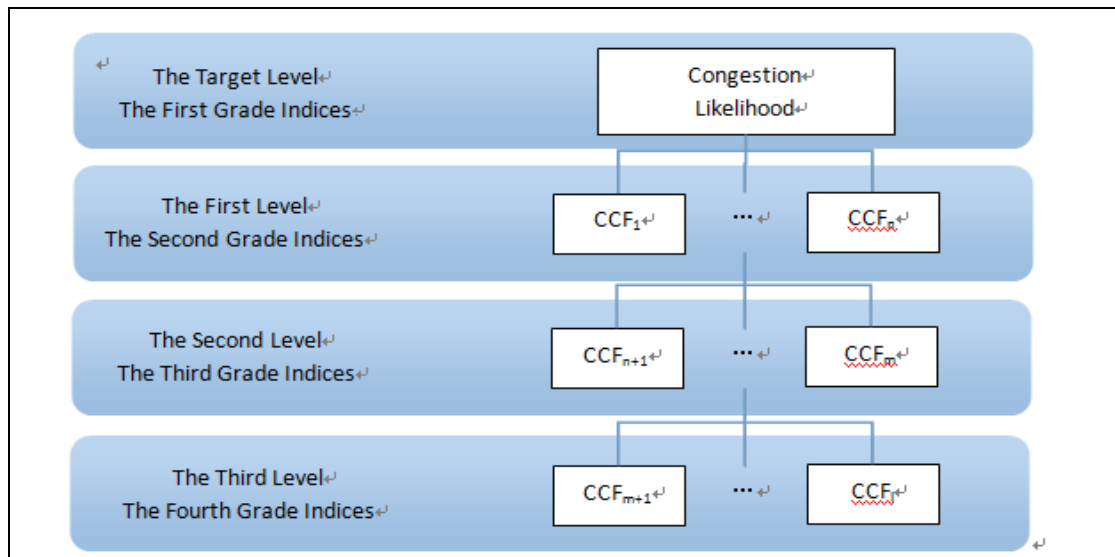 The Target Level
The First Grade Indices
Congestion
Likelihood
The First Level
The Second Grade Indices
CCF₁
...
CCFₙ
The Second Level
The Third Grade Indices
CCFₙ₊₁
...
CCFₘ
The Third Level
The Fourth Grade Indices
CCFₘ₊₁
...
CCFₗ